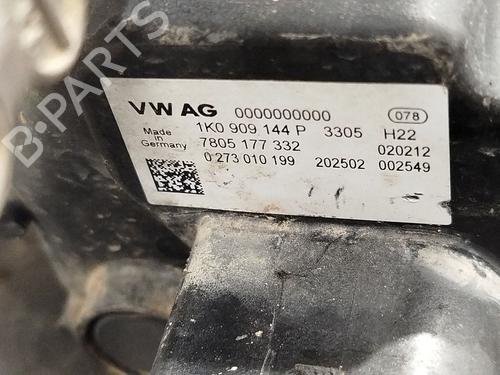 B-PARTS
VW AG 0000000000 078
1K0 909 144 P 3305 H22
Made in Germany 7805 177 332 020212
0 273 010 199 202502 002549